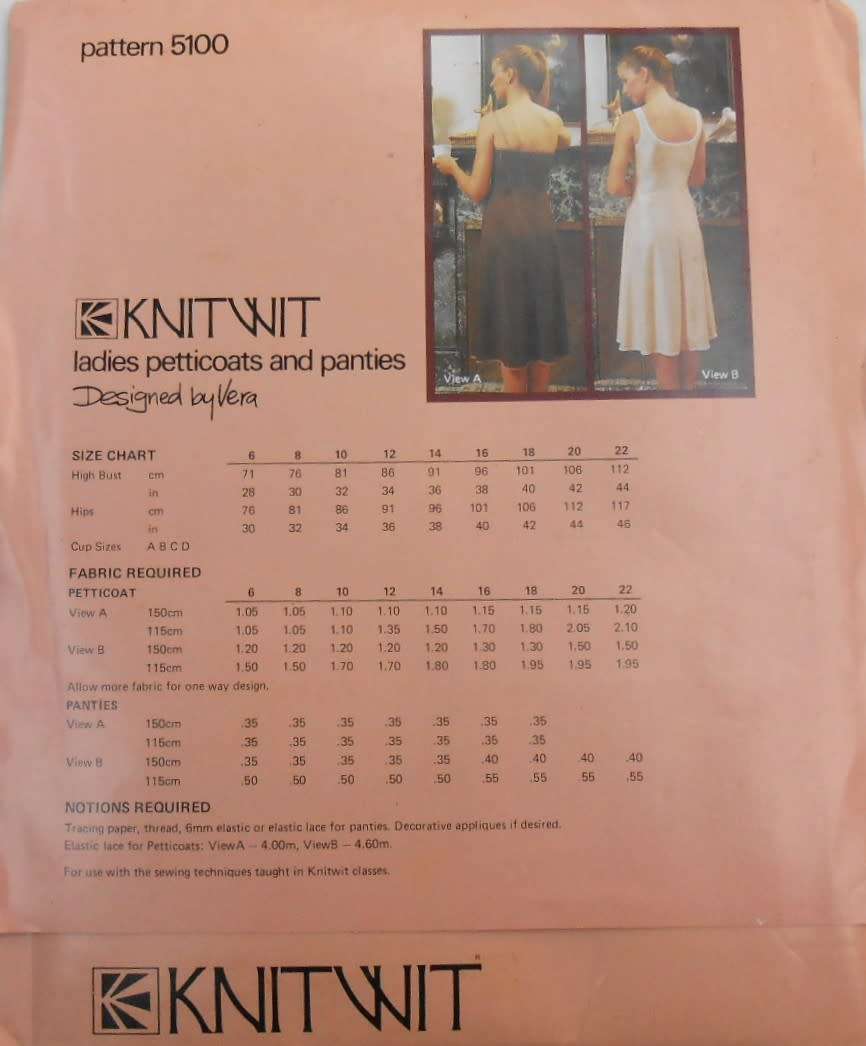 pattern 5100
View A
View B
KNITWIT
ladies petticoats and panties
Designed by Vera
SIZE CHART 6 8 10 12 14 16 18 20 22
High Bust cm 71 76 81 86 91 96 101 106 112
in 28 30 32 34 36 38 40 42 44
Hips cm 76 81 86 91 96 101 106 112 117
in 30 32 34 36 38 40 42 44 46
Cup Sizes A B C D
FABRIC REQUIRED
PETTICOAT 6 8 10 12 14 16 18 20 22
View A 150cm 1.05 1.05 1.10 1.10 1.10 1.15 1.15 1.15 1.20
115cm 1.05 1.05 1.10 1.35 1.50 1.70 1.80 2.05 2.10
View B 150cm 1.20 1.20 1.20 1.20 1.20 1.30 1.30 1.50 1.50
115cm 1.50 1.50 1.70 1.70 1.80 1.80 1.95 1.95 1.95
Allow more fabric for one way design.
PANTIES
View A 150cm .35 .35 .35 .35 .35 .35 .35
115cm .35 .35 .35 .35 .35 .35 .35
View B 150cm .35 .35 .35 .35 .35 .40 .40 .40 .40
115cm .50 .50 .50 .50 .50 .55 .55 .55 .55
NOTIONS REQUIRED
Tracing paper, thread, 6mm elastic or elastic lace for panties. Decorative appliques if desired.
Elastic lace for Petticoats: ViewA — 4.00m, ViewB — 4.60m.
For use with the sewing techniques taught in Knitwit classes.
KNITWIT®